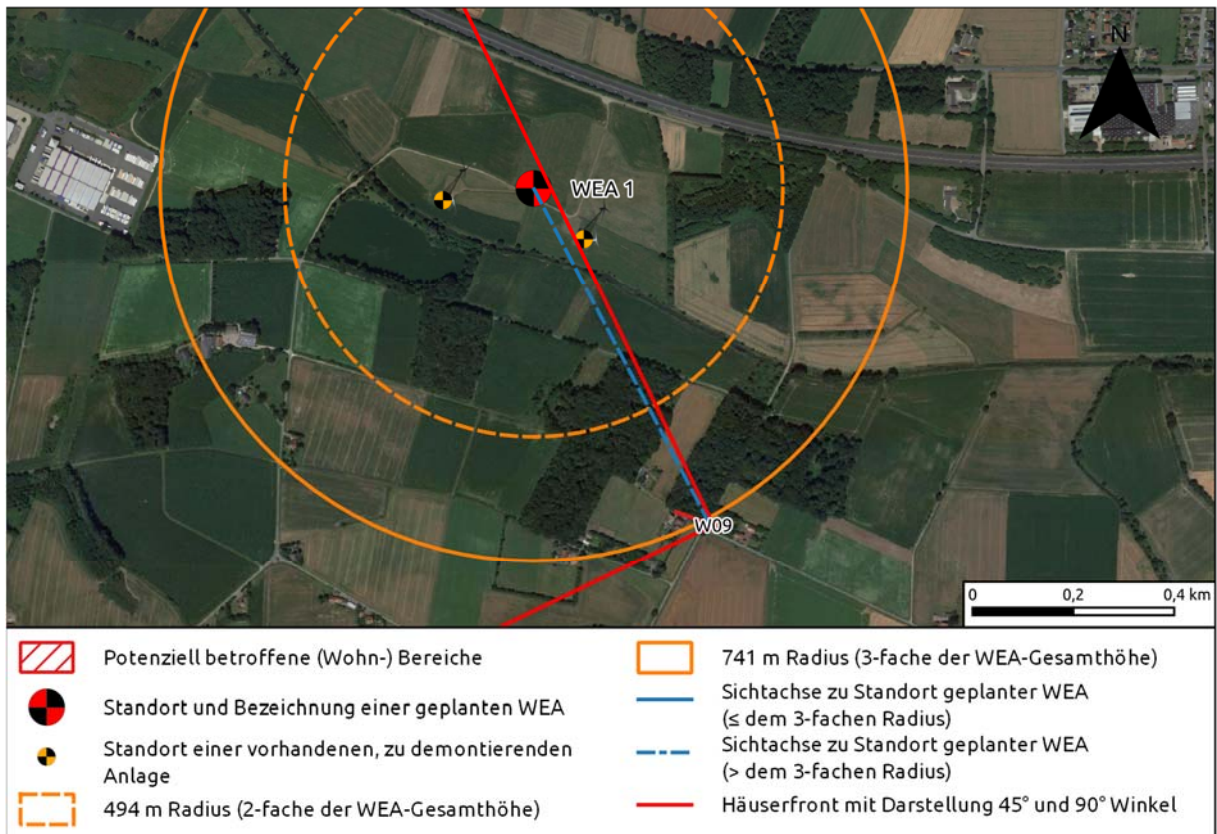 N
WEA 1
W09
0 0,2 0,4 km
Potenziell betroffene (Wohn-) Bereiche
Standort und Bezeichnung einer geplanten WEA
Standort einer vorhandenen, zu demontierenden
Anlage
494 m Radius (2-fache der WEA-Gesamthöhe)
741 m Radius (3-fache der WEA-Gesamthöhe)
Sichtachse zu Standort geplanter WEA
(≤ dem 3-fachen Radius)
Sichtachse zu Standort geplanter WEA
(> dem 3-fachen Radius)
Häuserfront mit Darstellung 45° und 90° Winkel